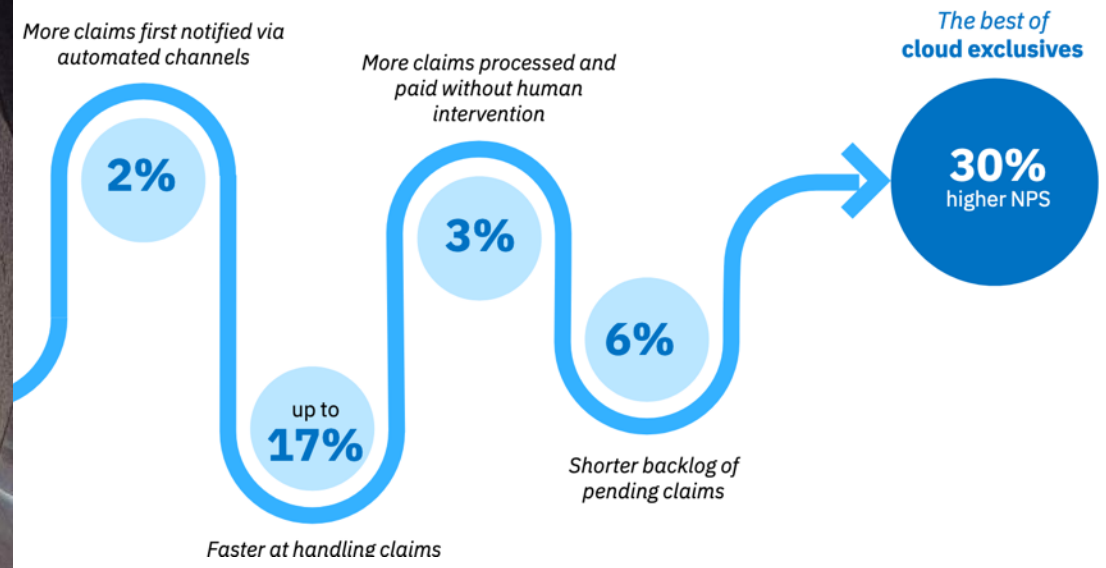 More claims first notified via
automated channels
2%
up to
17%
Faster at handling claims
More claims processed and
paid without human
intervention
3%
6%
Shorter backlog of
pending claims
The best of
cloud exclusives
30%
higher NPS